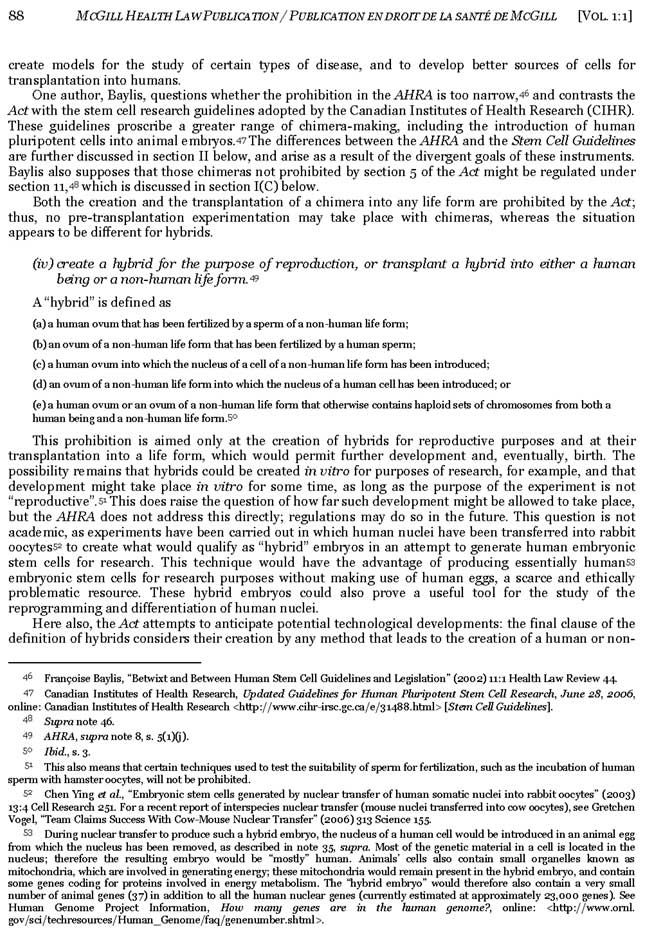 88 MCGILL HEALTH LAW PUBLICATION / PUBLICATION EN DROIT DE LA SANTÉ DE MCGILL [VOL. 1:1]
create models for the study of certain types of disease, and to develop better sources of cells for
transplantation into humans.
One author, Baylis, questions whether the prohibition in the AHRA is too narrow,46 and contrasts the
Act with the stem cell research guidelines adopted by the Canadian Institutes of Health Research (CIHR).
These guidelines proscribe a greater range of chimera-making, including the introduction of human
pluripotent cells into animal embryos.47 The differences between the AHRA and the Stem Cell Guidelines
are further discussed in section II below, and arise as a result of the divergent goals of these instruments.
Baylis also supposes that those chimeras not prohibited by section 5 of the Act might be regulated under
section 11,48 which is discussed in section I(C) below.
Both the creation and the transplantation of a chimera into any life form are prohibited by the Act;
thus, no pre-transplantation experimentation may take place with chimeras, whereas the situation
appears to be different for hybrids.
(iv) create a hybrid for the purpose of reproduction, or transplant a hybrid into either a human
being or a non-human life form.49
A “hybrid” is defined as
(a) a human ovum that has been fertilized by a sperm of a non-human life form;
(b) an ovum of a non-human life form that has been fertilized by a human sperm;
(c) a human ovum into which the nucleus of a cell of a non-human life form has been introduced;
(d) an ovum of a non-human life form into which the nucleus of a human cell has been introduced; or
(e) a human ovum or an ovum of a non-human life form that otherwise contains haploid sets of chromosomes from both a
human being and a non-human life form.50
This prohibition is aimed only at the creation of hybrids for reproductive purposes and at their
transplantation into a life form, which would permit further development and, eventually, birth. The
possibility remains that hybrids could be created in vitro for purposes of research, for example, and that
development might take place in vitro for some time, as long as the purpose of the experiment is not
“reproductive”.51 This does raise the question of how far such development might be allowed to take place,
but the AHRA does not address this directly; regulations may do so in the future. This question is not
academic, as experiments have been carried out in which human nuclei have been transferred into rabbit
oocytes52 to create what would qualify as “hybrid” embryos in an attempt to generate human embryonic
stem cells for research. This technique would have the advantage of producing essentially human53
embryonic stem cells for research purposes without making use of human eggs, a scarce and ethically
problematic resource. These hybrid embryos could also prove a useful tool for the study of the
reprogramming and differentiation of human nuclei.
Here also, the Act attempts to anticipate potential technological developments: the final clause of the
definition of hybrids considers their creation by any method that leads to the creation of a human or non-
46 Françoise Baylis, “Betwixt and Between Human Stem Cell Guidelines and Legislation” (2002) 11:1 Health Law Review 44.
47 Canadian Institutes of Health Research, Updated Guidelines for Human Pluripotent Stem Cell Research, June 28, 2006,
online: Canadian Institutes of Health Research <http://www.cihr-irsc.gc.ca/e/31488.html> [Stem Cell Guidelines].
48 Supra note 46.
49 AHRA, supra note 8, s. 5(1)(j).
50 Ibid., s. 3.
51 This also means that certain techniques used to test the suitability of sperm for fertilization, such as the incubation of human
sperm with hamster oocytes, will not be prohibited.
52 Chen Ying et al., “Embryonic stem cells generated by nuclear transfer of human somatic nuclei into rabbit oocytes” (2003)
13:4 Cell Research 251. For a recent report of interspecies nuclear transfer (mouse nuclei transferred into cow oocytes), see Gretchen
Vogel, “Team Claims Success With Cow-Mouse Nuclear Transfer” (2006) 313 Science 155.
53 During nuclear transfer to produce such a hybrid embryo, the nucleus of a human cell would be introduced in an animal egg
from which the nucleus has been removed, as described in note 35, supra. Most of the genetic material in a cell is located in the
nucleus; therefore the resulting embryo would be “mostly” human. Animals’ cells also contain small organelles known as
mitochondria, which are involved in generating energy; these mitochondria would remain present in the hybrid embryo, and contain
some genes coding for proteins involved in energy metabolism. The “hybrid embryo” would therefore also contain a very small
number of animal genes (37) in addition to all the human nuclear genes (currently estimated at approximately 23,000 genes). See
Human Genome Project Information, How many genes are in the human genome?, online: <http://www.ornl.
gov/sci/techresources/Human_Genome/faq/genenumber.shtml>.